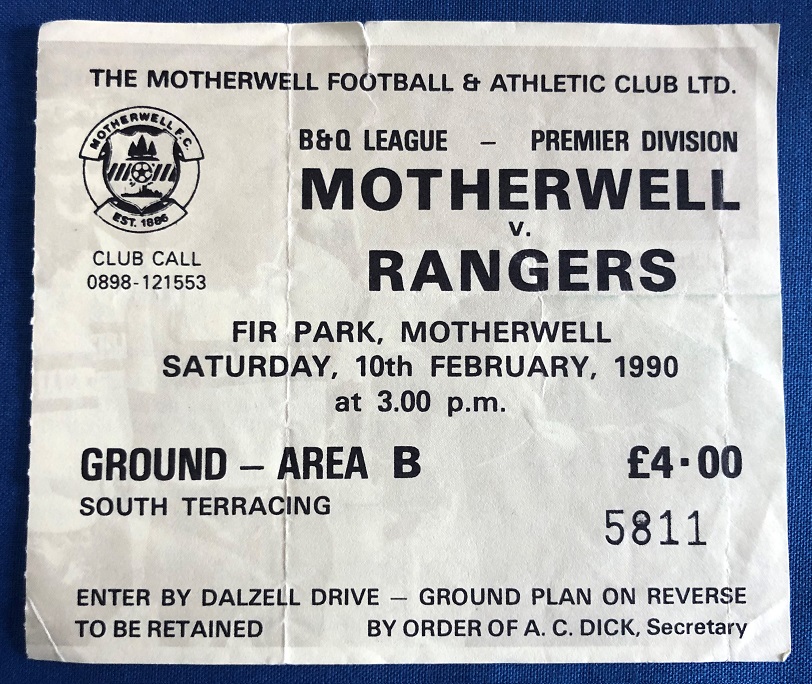 THE MOTHERWELL FOOTBALL & ATHLETIC CLUB LTD.
MOTHERWELL F.C.
EST. 1886
CLUB CALL
0898-121553
B&Q LEAGUE – PREMIER DIVISION
MOTHERWELL
v.
RANGERS
FIR PARK, MOTHERWELL
SATURDAY, 10th FEBRUARY, 1990
at 3.00 p.m.
GROUND – AREA B £4·00
SOUTH TERRACING
5811
ENTER BY DALZELL DRIVE – GROUND PLAN ON REVERSE
TO BE RETAINED BY ORDER OF A. C. DICK, Secretary